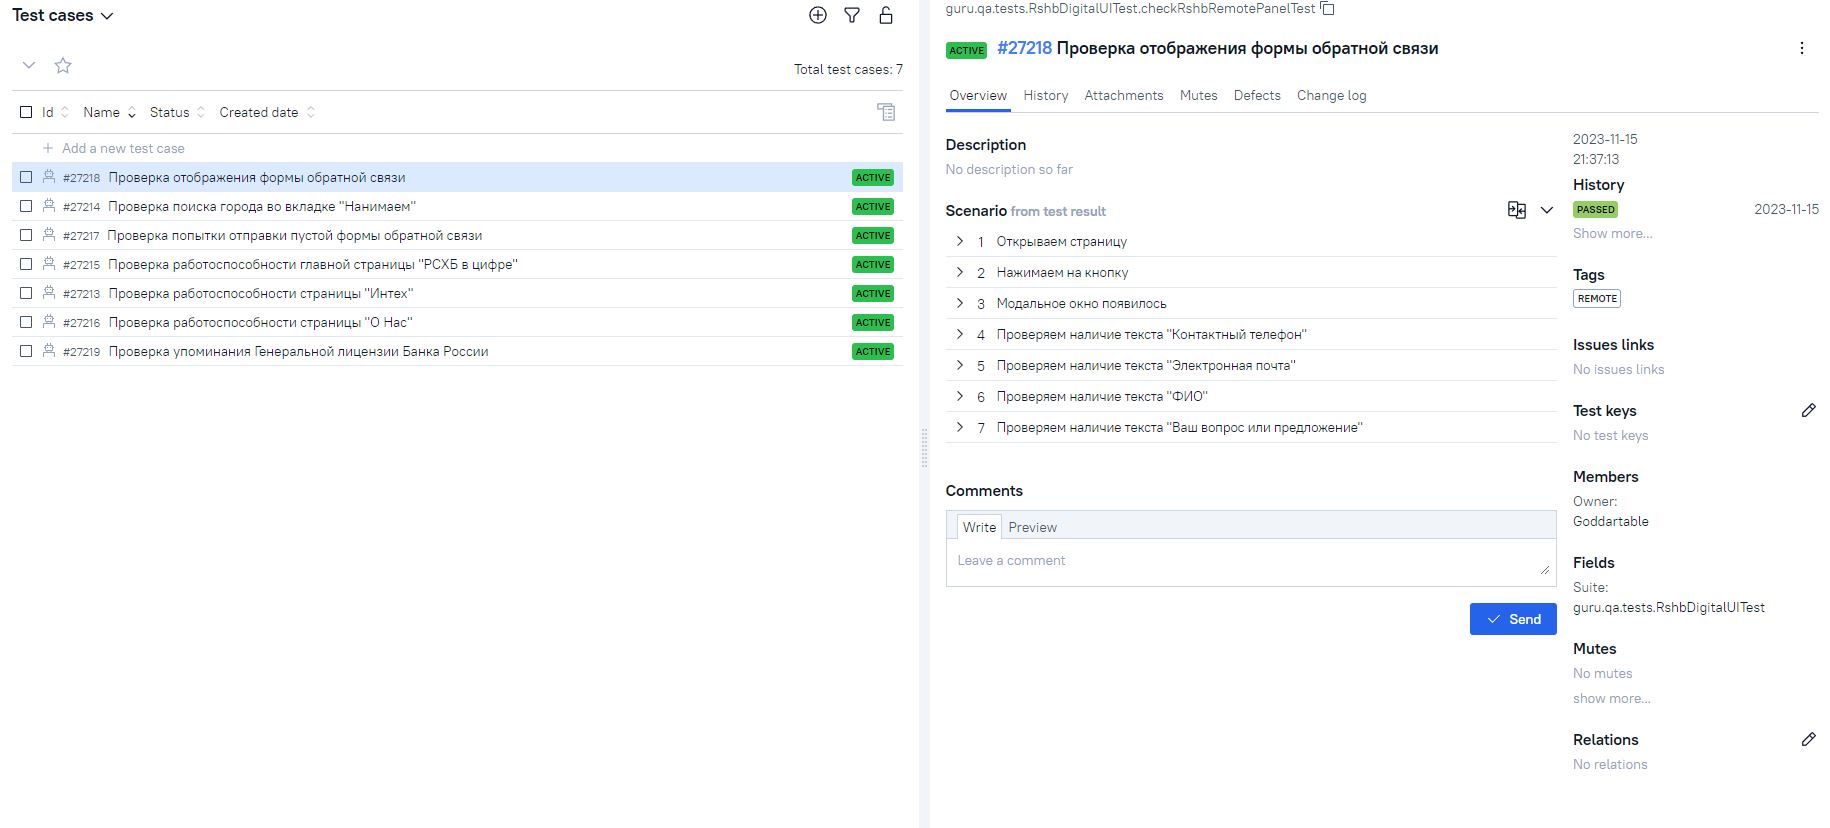 Test cases
Total test cases: 7
Id Name Status Created date
Add a new test case
#27218 Проверка отображения формы обратной связи ACTIVE
#27214 Проверка поиска города во вкладке "Нанимаем" ACTIVE
#27217 Проверка попытки отправки пустой формы обратной связи ACTIVE
#27215 Проверка работоспособности главной страницы "РСХБ в цифре" ACTIVE
#27213 Проверка работоспособности страницы "Интех" ACTIVE
#27216 Проверка работоспособности страницы "О Нас" ACTIVE
#27219 Проверка упоминания Генеральной лицензии Банка России ACTIVE
guru.qa.tests.RshbDigitalUITest.checkRshbRemotePanelTest
ACTIVE #27218 Проверка отображения формы обратной связи
Overview History Attachments Mutes Defects Change log
Description
No description so far
Scenario from test result
1 Открываем страницу
2 Нажимаем на кнопку
3 Модальное окно появилось
4 Проверяем наличие текста "Контактный телефон"
5 Проверяем наличие текста "Электронная почта"
6 Проверяем наличие текста "ФИО"
7 Проверяем наличие текста "Ваш вопрос или предложение"
Comments
Write Preview
Leave a comment
Send
2023-11-15
21:37:13
History
PASSED 2023-11-15
Show more...
Tags
REMOTE
Issues links
No issues links
Test keys
No test keys
Members
Owner:
Goddartable
Fields
Suite:
guru.qa.tests.RshbDigitalUITest
Mutes
No mutes
show more...
Relations
No relations